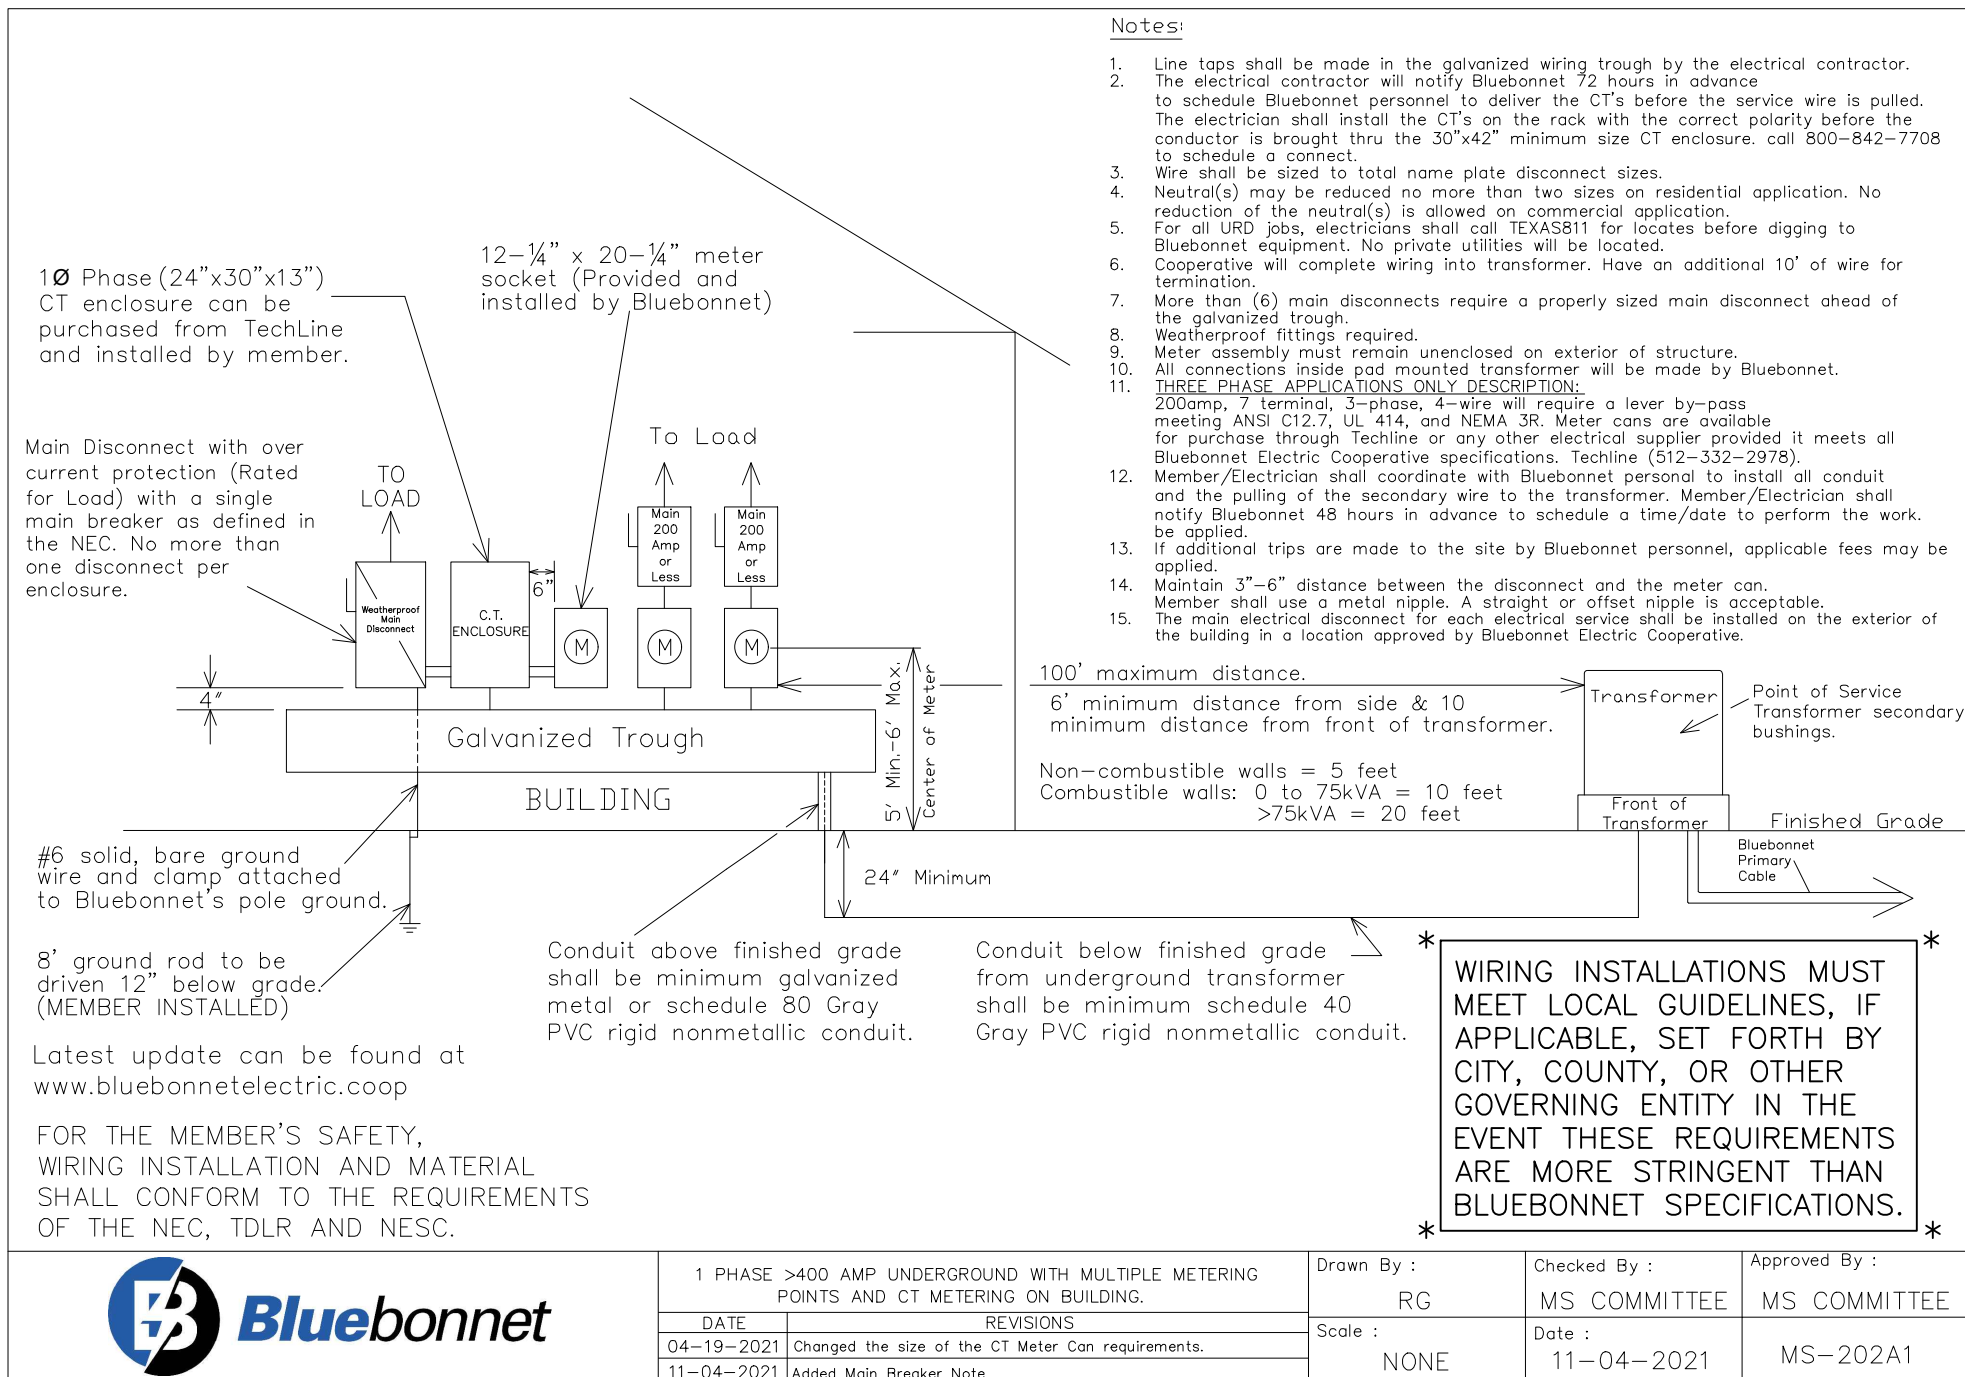 Notes:
1. Line taps shall be made in the galvanized wiring trough by the electrical contractor.
2. The electrical contractor will notify Bluebonnet 72 hours in advance
to schedule Bluebonnet personnel to deliver the CT's before the service wire is pulled.
The electrician shall install the CT's on the rack with the correct polarity before the
conductor is brought thru the 30"x42" minimum size CT enclosure. call 800-842-7708
to schedule a connect.
3. Wire shall be sized to total name plate disconnect sizes.
4. Neutral(s) may be reduced no more than two sizes on residential application. No
reduction of the neutral(s) is allowed on commercial application.
5. For all URD jobs, electricians shall call TEXAS811 for locates before digging to
Bluebonnet equipment. No private utilities will be located.
6. Cooperative will complete wiring into transformer. Have an additional 10' of wire for
termination.
7. More than (6) main disconnects require a properly sized main disconnect ahead of
the galvanized trough.
8. Weatherproof fittings required.
9. Meter assembly must remain unenclosed on exterior of structure.
10. All connections inside pad mounted transformer will be made by Bluebonnet.
11. THREE PHASE APPLICATIONS ONLY DESCRIPTION:
200amp, 7 terminal, 3-phase, 4-wire will require a lever by-pass
meeting ANSI C12.7, UL 414, and NEMA 3R. Meter cans are available
for purchase through Techline or any other electrical supplier provided it meets all
Bluebonnet Electric Cooperative specifications. Techline (512-332-2978).
12. Member/Electrician shall coordinate with Bluebonnet personal to install all conduit
and the pulling of the secondary wire to the transformer. Member/Electrician shall
notify Bluebonnet 48 hours in advance to schedule a time/date to perform the work.
be applied.
13. If additional trips are made to the site by Bluebonnet personnel, applicable fees may be
applied.
14. Maintain 3"-6" distance between the disconnect and the meter can.
Member shall use a metal nipple. A straight or offset nipple is acceptable.
15. The main electrical disconnect for each electrical service shall be installed on the exterior of
the building in a location approved by Bluebonnet Electric Cooperative.
1Ø Phase (24"x30"x13")
CT enclosure can be
purchased from TechLine
and installed by member.
12-¼" x 20-¼" meter
socket (Provided and
installed by Bluebonnet)
Main Disconnect with over
current protection (Rated
for Load) with a single
main breaker as defined in
the NEC. No more than
one disconnect per
enclosure.
TO
LOAD
To Load
Main
200
Amp
or
Less
Main
200
Amp
or
Less
Weatherproof
Main
Disconnect
C.T.
ENCLOSURE
6"
M
M
M
4"
Galvanized Trough
BUILDING
5' Min.-6' Max.
Center of Meter
100' maximum distance.
6' minimum distance from side & 10
minimum distance from front of transformer.
Non-combustible walls = 5 feet
Combustible walls: 0 to 75kVA = 10 feet
>75kVA = 20 feet
Transformer
Point of Service
Transformer secondary
bushings.
Front of
Transformer
Finished Grade
Bluebonnet
Primary
Cable
24" Minimum
#6 solid, bare ground
wire and clamp attached
to Bluebonnet's pole ground.
8' ground rod to be
driven 12" below grade.
(MEMBER INSTALLED)
Conduit above finished grade
shall be minimum galvanized
metal or schedule 80 Gray
PVC rigid nonmetallic conduit.
Conduit below finished grade
from underground transformer
shall be minimum schedule 40
Gray PVC rigid nonmetallic conduit.
Latest update can be found at
www.bluebonnetelectric.coop
FOR THE MEMBER'S SAFETY,
WIRING INSTALLATION AND MATERIAL
SHALL CONFORM TO THE REQUIREMENTS
OF THE NEC, TDLR AND NESC.
* *
WIRING INSTALLATIONS MUST
MEET LOCAL GUIDELINES, IF
APPLICABLE, SET FORTH BY
CITY, COUNTY, OR OTHER
GOVERNING ENTITY IN THE
EVENT THESE REQUIREMENTS
ARE MORE STRINGENT THAN
BLUEBONNET SPECIFICATIONS.
* *
B
Bluebonnet
1 PHASE >400 AMP UNDERGROUND WITH MULTIPLE METERING
POINTS AND CT METERING ON BUILDING.
DATE REVISIONS
04-19-2021 Changed the size of the CT Meter Can requirements.
11-04-2021 Added Main Breaker Note
Drawn By :
RG
Checked By :
MS COMMITTEE
Approved By :
MS COMMITTEE
Scale :
NONE
Date :
11-04-2021
MS-202A1